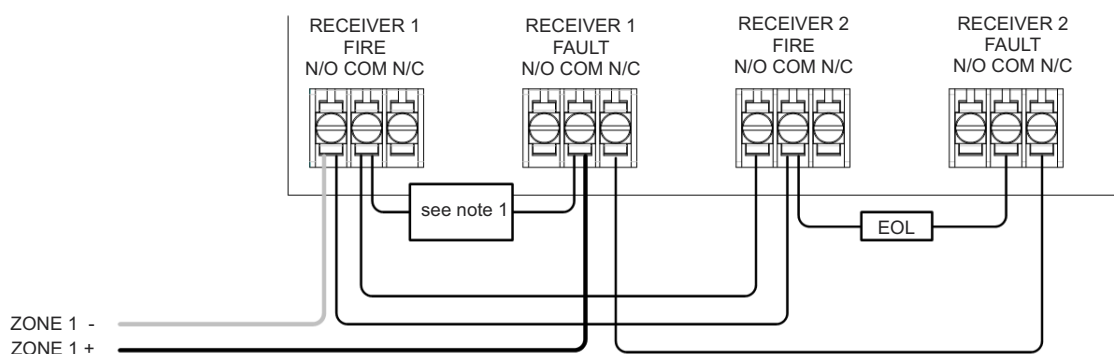 RECEIVER 1
FIRE
N/O COM N/C
RECEIVER 1
FAULT
N/O COM N/C
RECEIVER 2
FIRE
N/O COM N/C
RECEIVER 2
FAULT
N/O COM N/C
see note 1
EOL
ZONE 1 -
ZONE 1 +